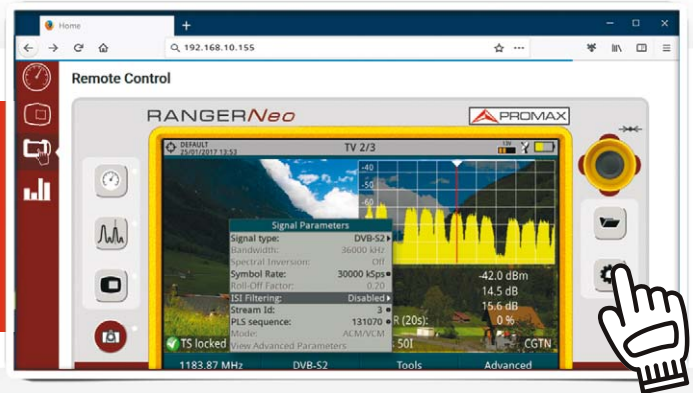 Home
192.168.10.155
Remote Control
RANGERNeo
PROMAX
DEFAULT
25/01/2017 13:53
TV 2/3
13V
-40
-50
-60
Signal Parameters
Signal type: DVB-S2
Bandwidth: 36000 kHz
Spectral Inversion: Off
Symbol Rate: 30000 kSps
Roll-Off Factor: 0.20
ISI Filtering: Disabled
Stream Id: 3
PLS sequence: 131070
Mode: ACM/VCM
View Advanced Parameters
-42.0 dBm
14.5 dB
15.6 dB
R (20s): 0 %
TS locked
50I
CGTN
1183.87 MHz
DVB-S2
Tools
Advanced